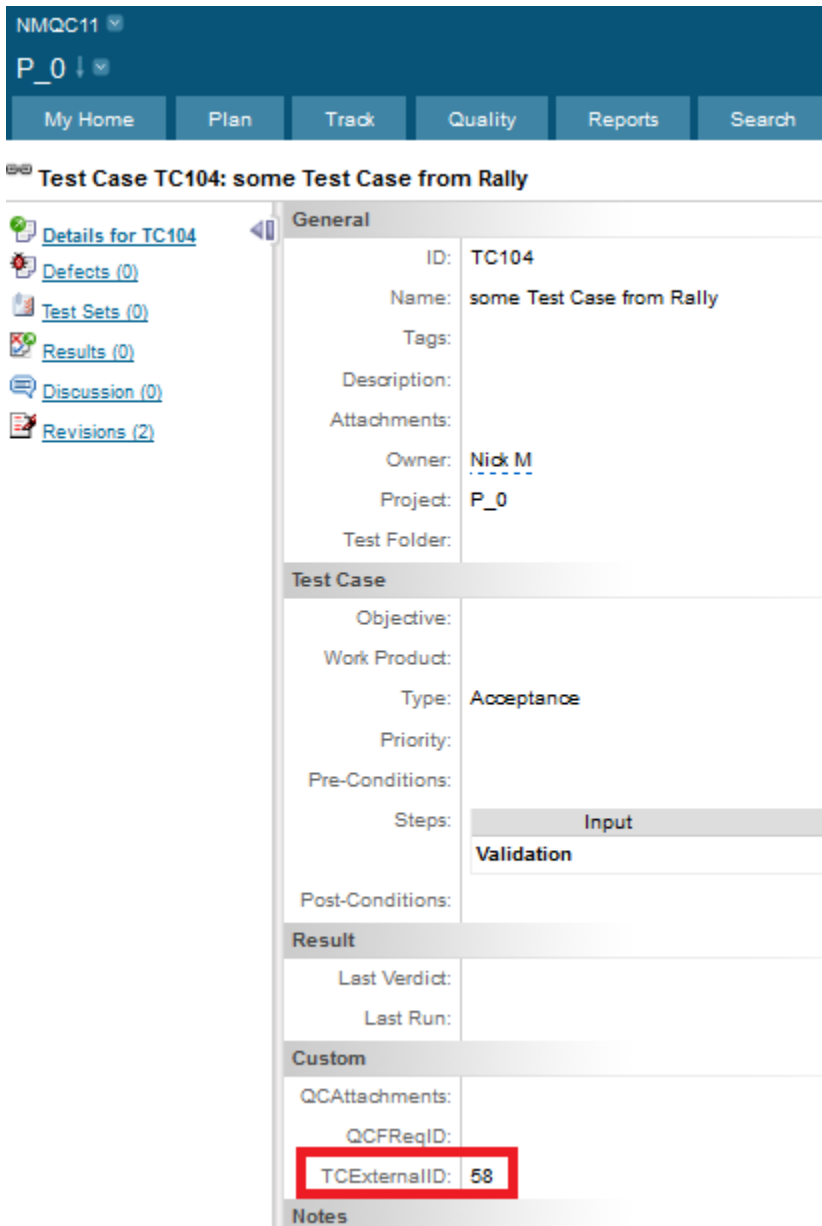 NMQC11
P_0
My Home Plan Track Quality Reports Search
Test Case TC104: some Test Case from Rally
Details for TC104
Defects (0)
Test Sets (0)
Results (0)
Discussion (0)
Revisions (2)
General
ID: TC104
Name: some Test Case from Rally
Tags:
Description:
Attachments:
Owner: Nick M
Project: P_0
Test Folder:
Test Case
Objective:
Work Product:
Type: Acceptance
Priority:
Pre-Conditions:
Steps: Input
Validation
Post-Conditions:
Result
Last Verdict:
Last Run:
Custom
QCAttachments:
QCFReqID:
TCExternalID: 58
Notes